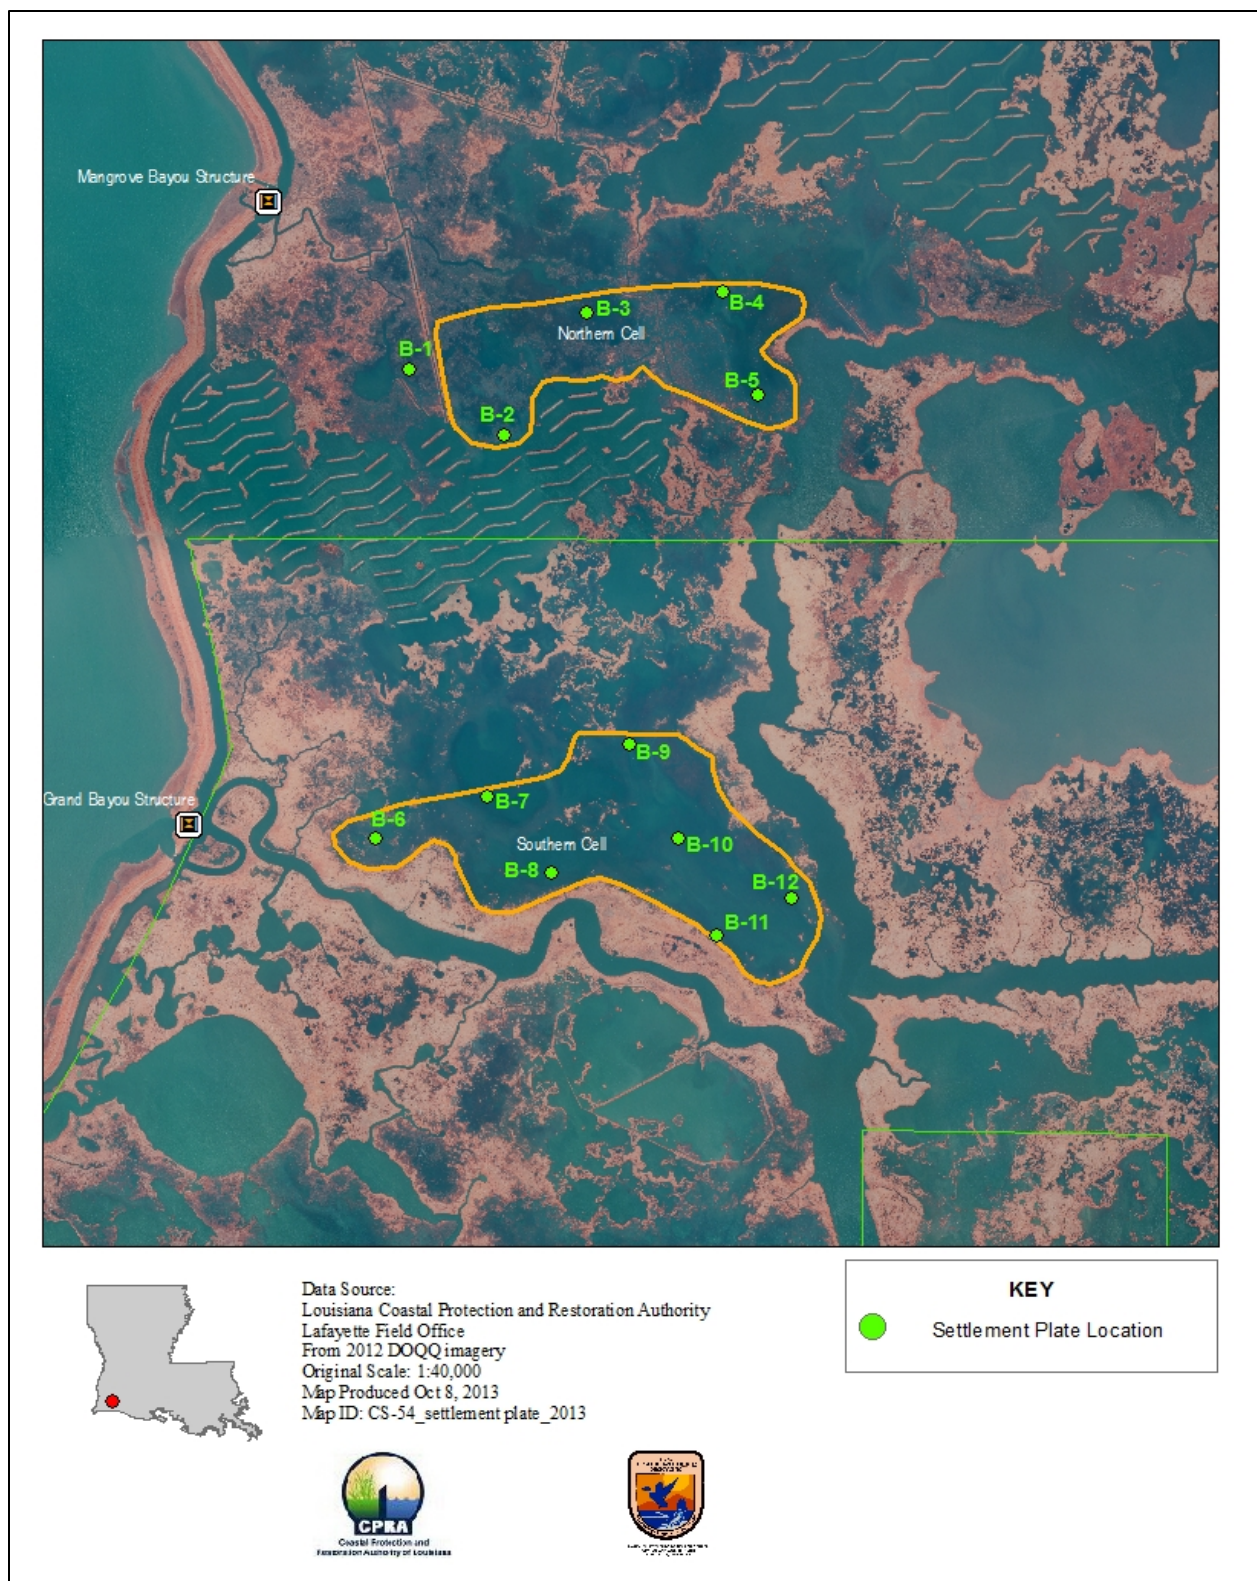 Mangrove Bayou Structure
B-4
B-3
Northern Cell
B-1
B-5
B-2
B-9
Grand Bayou Structure
B-7
B-6
Southern Cell
B-10
B-8
B-12
B-11
KEY
Settlement Plate Location
Data Source:
Louisiana Coastal Protection and Restoration Authority
Lafayette Field Office
From 2012 DOQQ imagery
Original Scale: 1:40,000
Map Produced Oct 8, 2013
Map ID: CS-54_settlement plate_2013
CPRA
Coastal Protection and
Restoration Authority of Louisiana